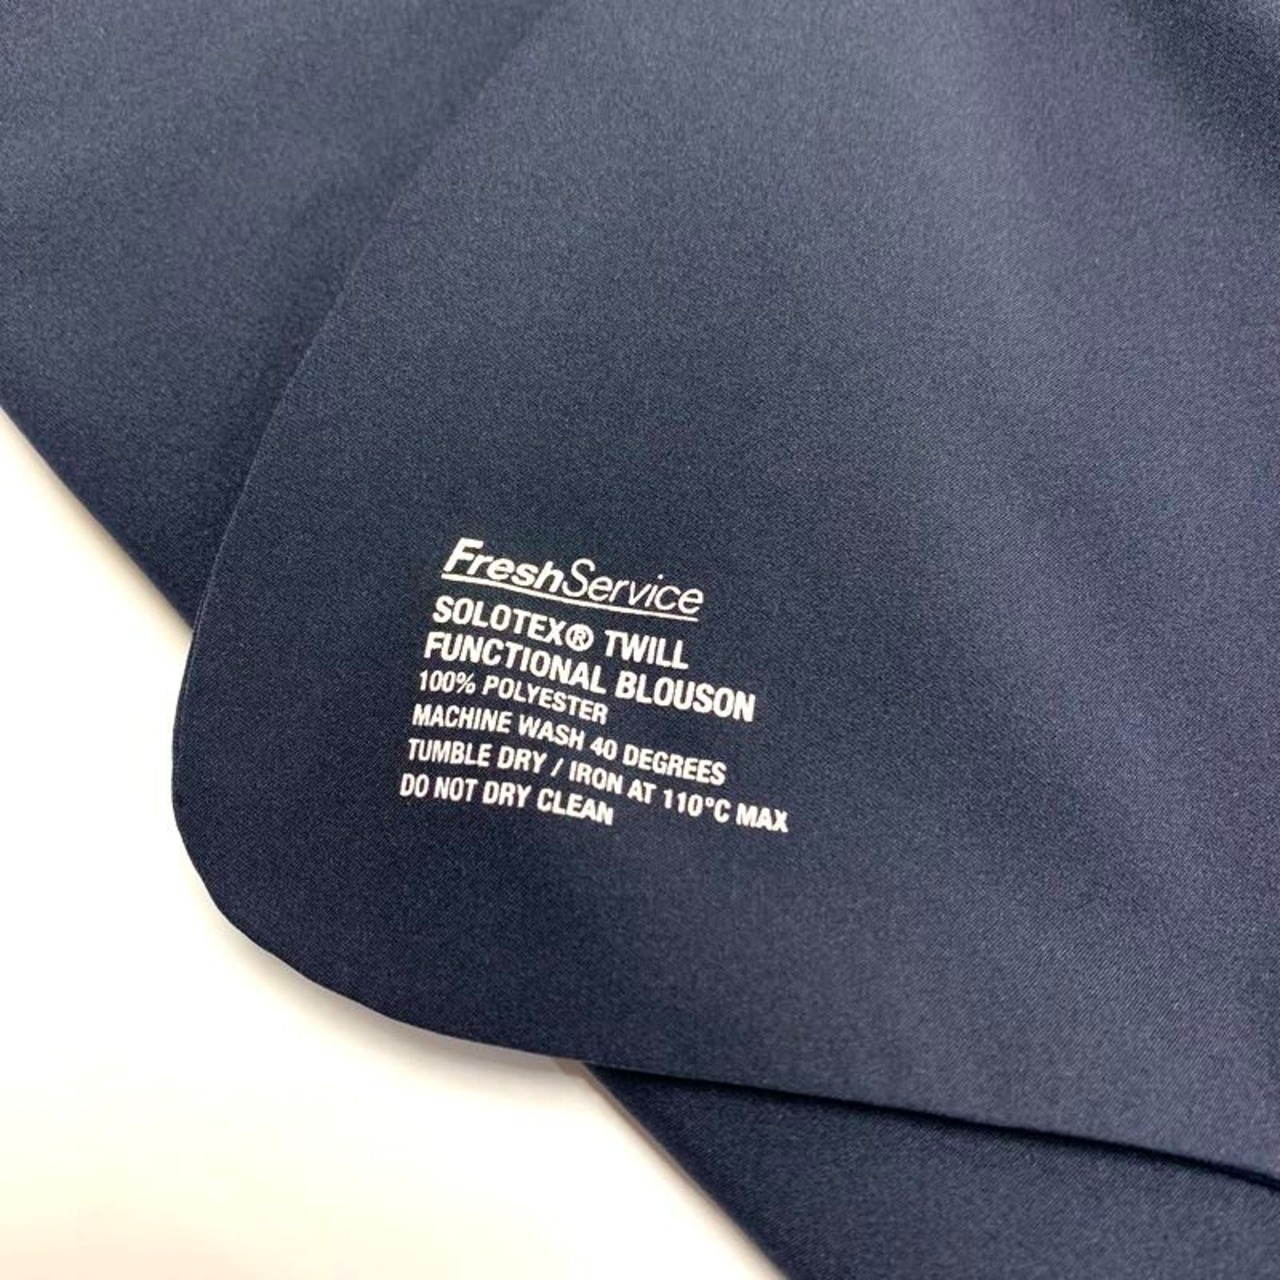 FreshService
SOLOTEX® TWILL
FUNCTIONAL BLOUSON
100% POLYESTER
MACHINE WASH 40 DEGREES
TUMBLE DRY / IRON AT 110°C MAX
DO NOT DRY CLEAN